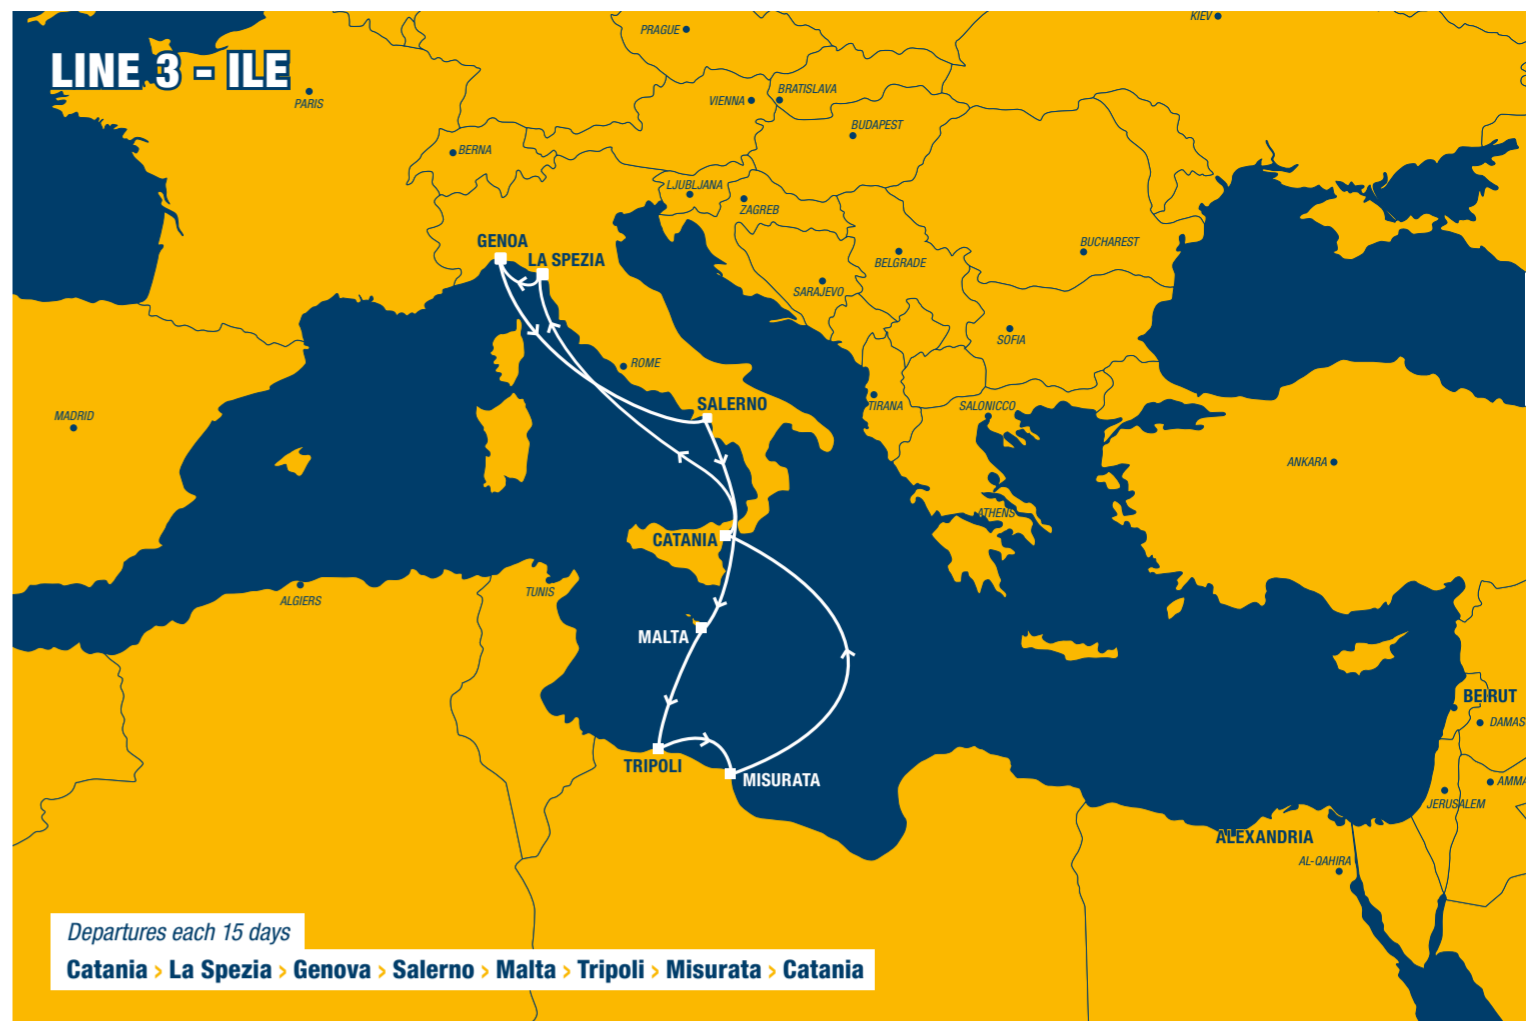 LINE 3 - ILE
KIEV
PRAGUE
PARIS
VIENNA
BRATISLAVA
BUDAPEST
BERNA
LJUBLJANA
ZAGREB
GENOA
LA SPEZIA
BELGRADE
BUCHAREST
SARAJEVO
SOFIA
ROME
MADRID
SALERNO
TIRANA
SALONICCO
ANKARA
ATHENS
CATANIA
TUNIS
ALGIERS
MALTA
BEIRUT
DAMAS
TRIPOLI
MISURATA
AMMA
JERUSALEM
ALEXANDRIA
AL-QAHIRA
Departures each 15 days
Catania > La Spezia > Genova > Salerno > Malta > Tripoli > Misurata > Catania